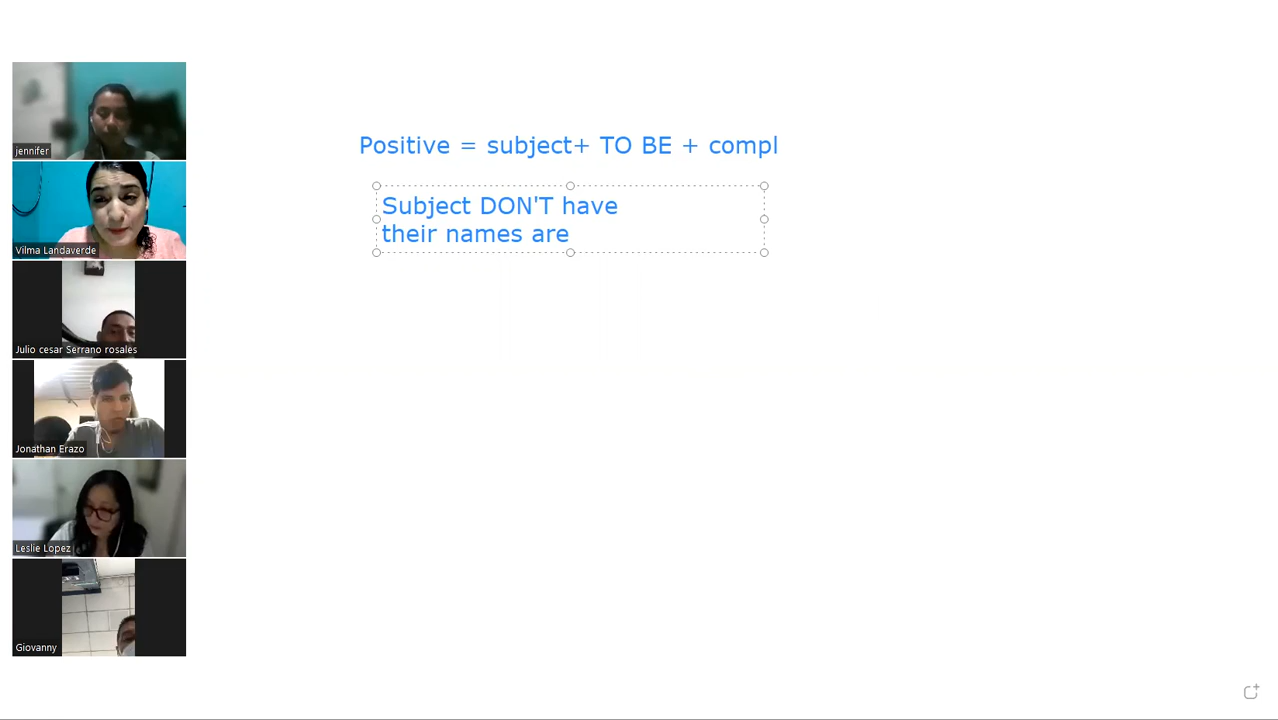 jennifer
Vilma Landaverde
Julio cesar Serrano rosales
Jonathan Erazo
Leslie Lopez
Giovanny
Positive = subject+ TO BE + compl
Subject DON'T have
their names are